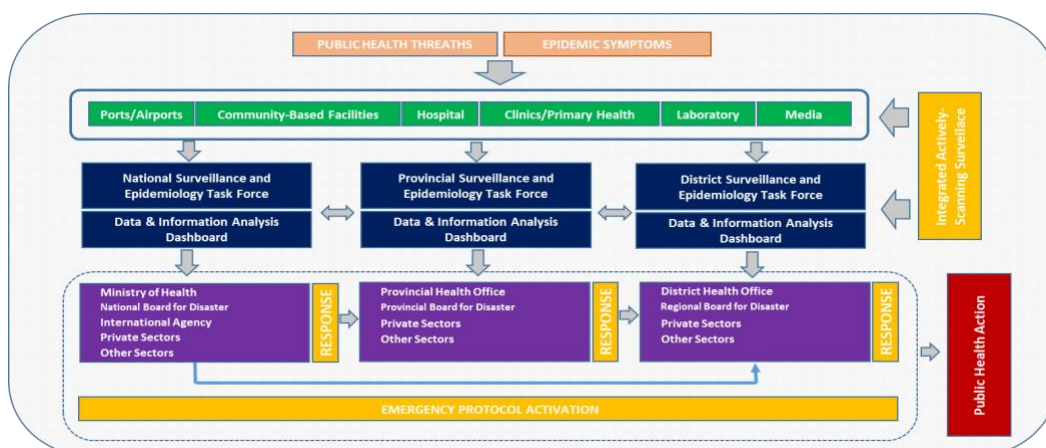 PUBLIC HEALTH THREATHS
EPIDEMIC SYMPTOMS
Ports/Airports
Community-Based Facilities
Hospital
Clinics/Primary Health
Laboratory
Media
Integrated Actively-
Scanning Surveilace
National Surveillance and
Epidemiology Task Force
Data & Information Analysis
Dashboard
Provincial Surveillance and
Epidemiology Task Force
Data & Information Analysis
Dashboard
District Surveillance and
Epidemiology Task Force
Data & Information Analysis
Dashboard
Ministry of Health
National Board for Disaster
International Agency
Private Sectors
Other Sectors
RESPONSE
Provincial Health Office
Provincial Board for Disaster
Private Sectors
Other Sectors
RESPONSE
District Health Office
Regional Board for Disaster
Private Sectors
Other Sectors
RESPONSE
Public Health Action
EMERGENCY PROTOCOL ACTIVATION